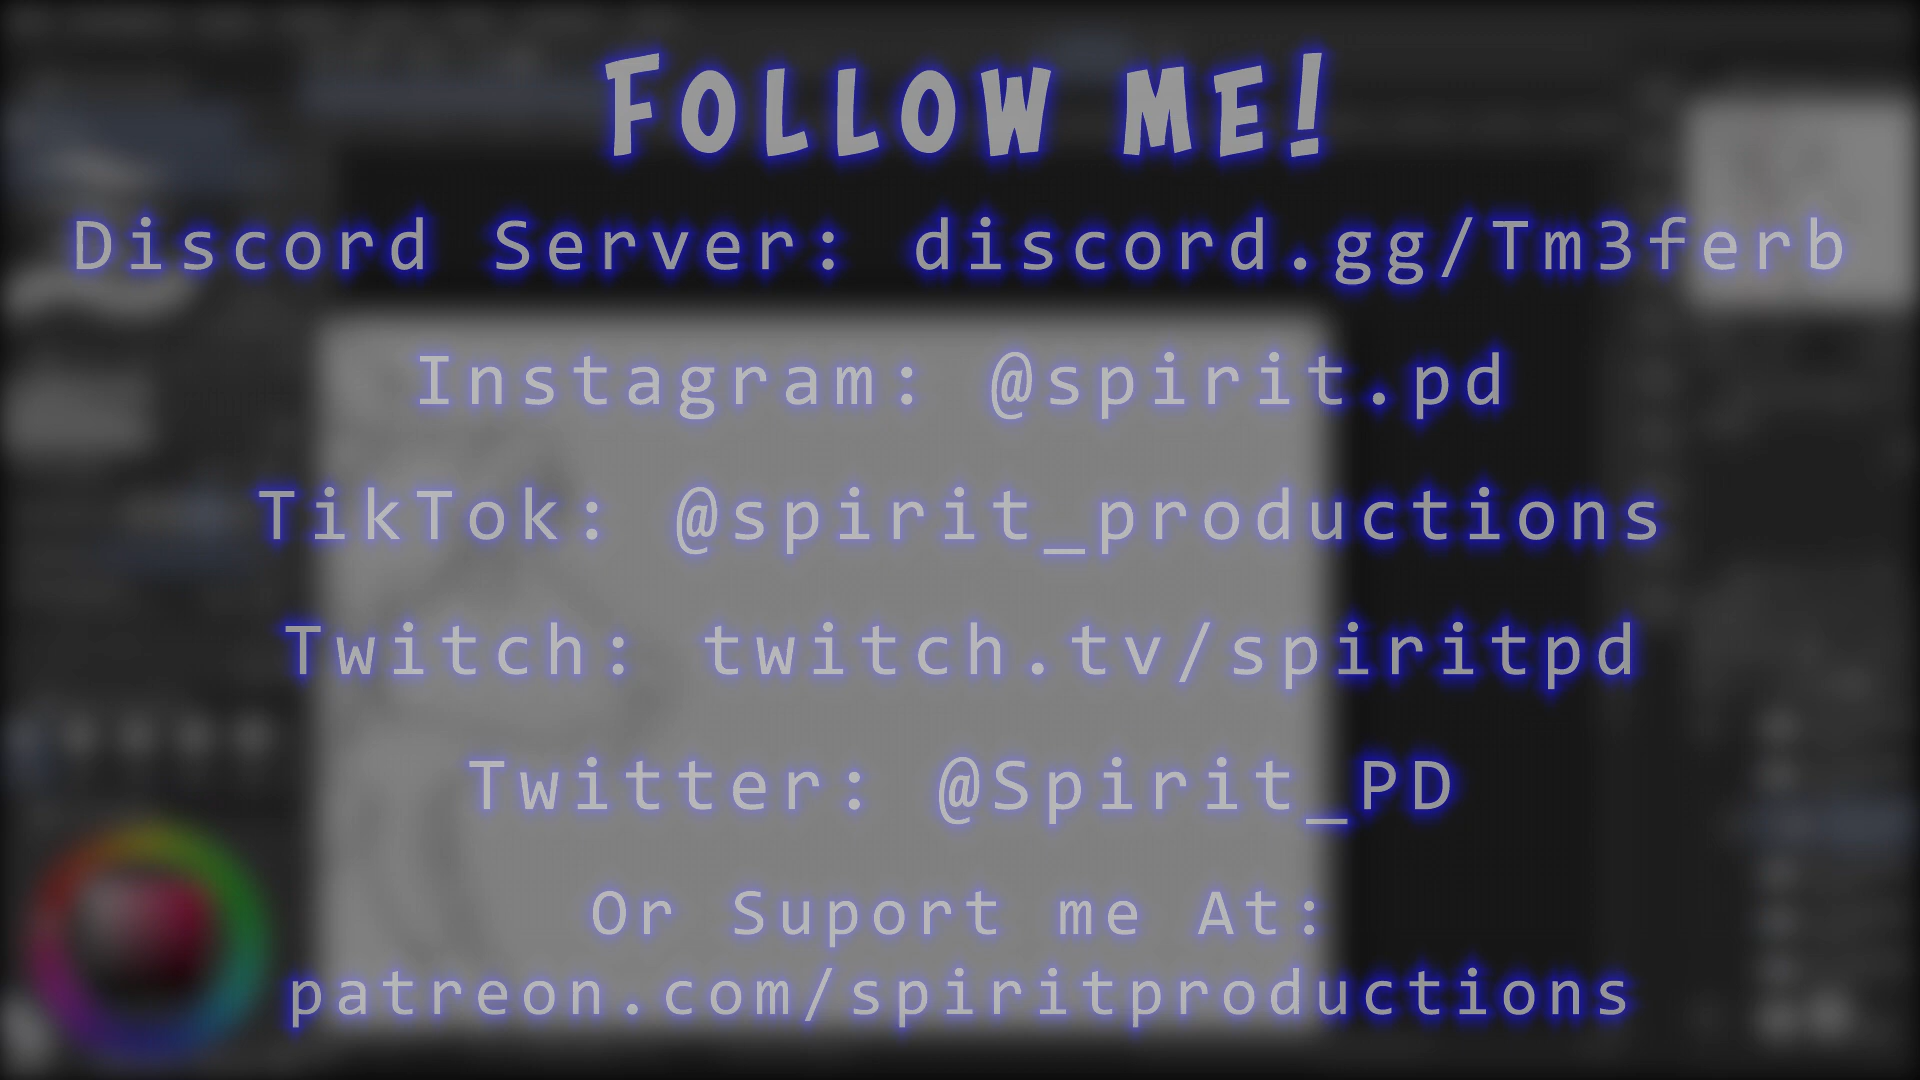 Follow me!
Discord Server: discord.gg/Tm3ferb
Instagram: @spirit.pd
TikTok: @spirit_productions
Twitch: twitch.tv/spiritpd
Twitter: @Spirit_PD
Or Suport me At:
patreon.com/spiritproductions